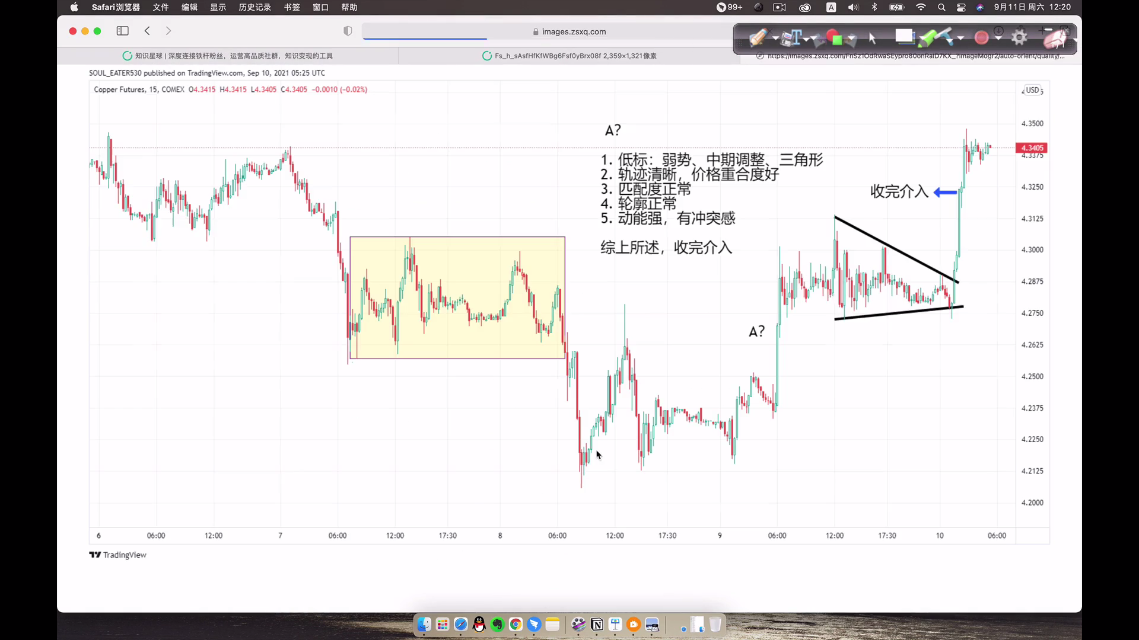 Safari浏览器 文件 编辑 显示 历史记录 书签 窗口 帮助
99+
A
9月11日 周六 12:20
images.zsxq.com
知识星球 | 深度连接铁杆粉丝，运营高品质社群，知识变现的工具
2,359×1,321像素
SOUL_EATER530 published on TradingView.com, Sep 10, 2021 05:25 UTC
Copper Futures, 15, COMEX O4.3415 H4.3415 L4.3405 C4.3405 -0.0010 (-0.02%)
USD
A?
1. 低标：弱势、中期调整、三角形
2. 轨迹清晰，价格重合度好
3. 匹配度正常
4. 轮廓正常
5. 动能强，有冲突感
综上所述，收完介入
收完介入
A?
4.3500
4.3405
4.3375
4.3250
4.3125
4.3000
4.2875
4.2750
4.2625
4.2500
4.2375
4.2250
4.2125
4.2000
6 06:00 12:00 7 06:00 12:00 17:30 8 06:00 12:00 17:30 9 06:00 12:00 17:30 10 06:00
TradingView